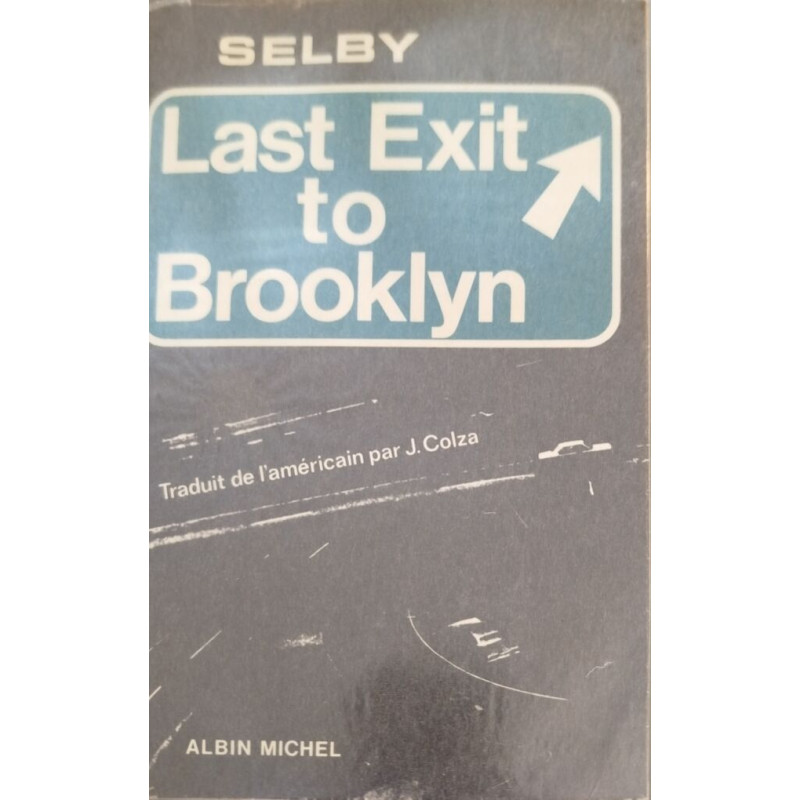 SELBY
Last Exit
to
Brooklyn
Traduit de l'américain par J. Colza
ALBIN MICHEL